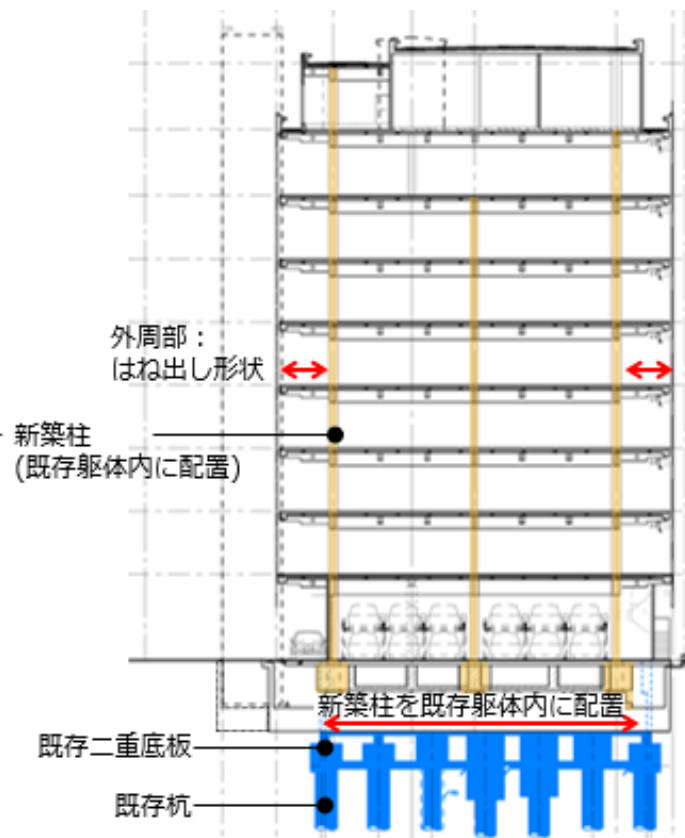 外周部：
はね出し形状
新築柱
(既存躯体内に配置)
新築柱を既存躯体内に配置
既存二重底板
既存杭